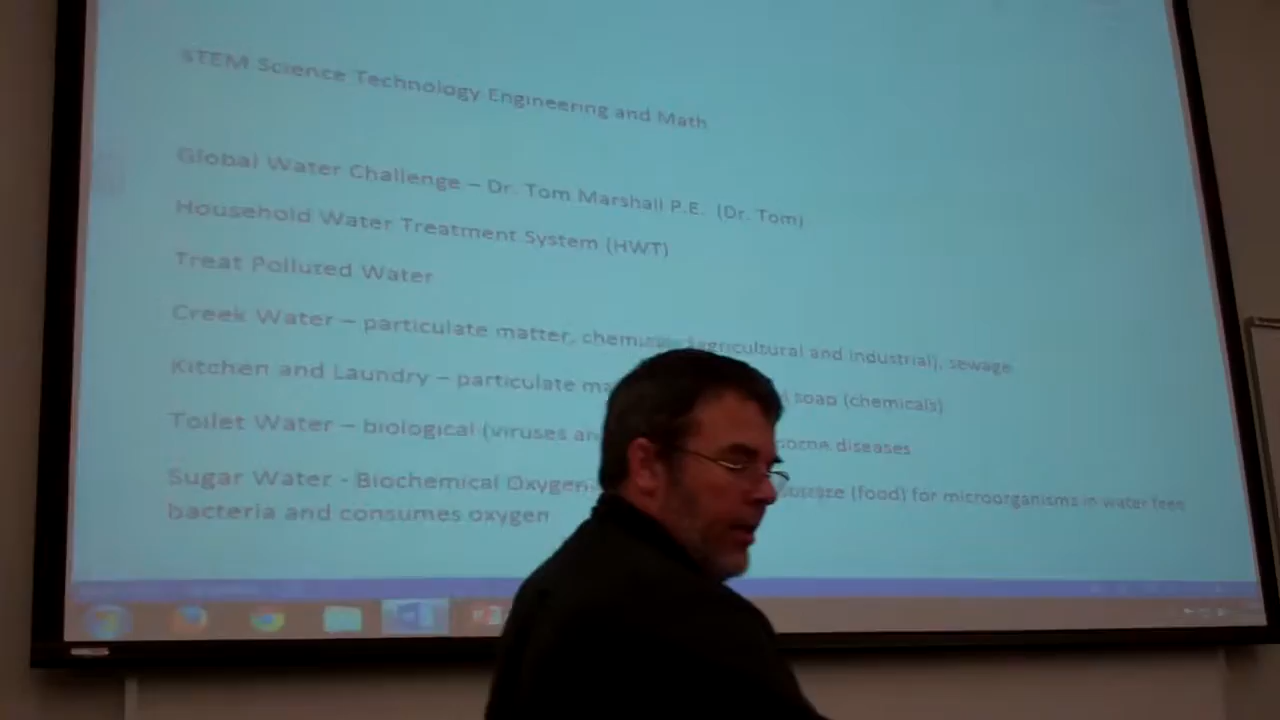 STEM Science Technology Engineering and Math
Global Water Challenge – Dr. Tom Marshall P.E. (Dr. Tom)
Household Water Treatment System (HWT)
Treat Polluted Water
Creek Water – particulate matter, agricultural and industrial), sewage
Kitchen and Laundry – particulate soap (chemicals)
Toilet Water – biological (viruses diseases
Sugar Water - Biochemical Oxygen (food) for microorganisms in water
bacteria and consumes oxygen